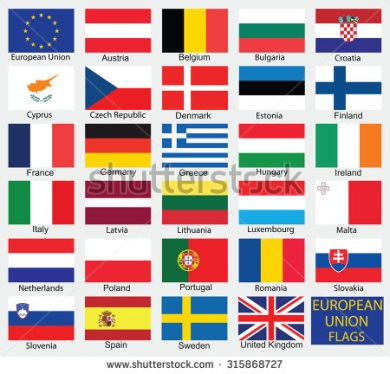 European Union Austria Belgium Bulgaria Croatia
Cyprus Czech Republic Denmark Estonia Finland
France Germany Greece Hungary Ireland
shutterstock
Italy Latvia Lithuania Luxembourg Malta
Netherlands Poland Portugal Romania Slovakia
Slovenia Spain Sweden United Kingdom
EUROPEAN
UNION
FLAGS
www.shutterstock.com · 315868727